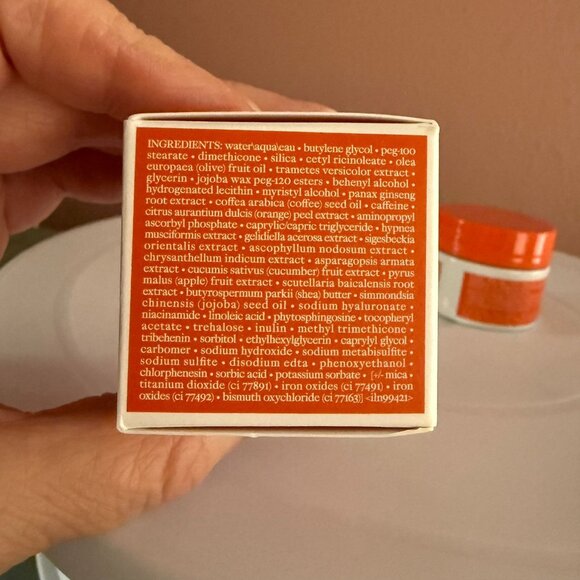 INGREDIENTS: water\aqua\eau • butylene glycol • peg-100
stearate • dimethicone • silica • cetyl ricinoleate • olea
europaea (olive) fruit oil • trametes versicolor extract •
glycerin • jojoba wax peg-120 esters • behenyl alcohol •
hydrogenated lecithin • myristyl alcohol • panax ginseng
root extract • coffea arabica (coffee) seed oil • caffeine •
citrus aurantium dulcis (orange) peel extract • aminopropyl
ascorbyl phosphate • caprylic/capric triglyceride • hypnea
musciformis extract • gelidiella acerosa extract • sigesbeckia
orientalis extract • ascophyllum nodosum extract •
chrysanthellum indicum extract • asparagopsis armata
extract • cucumis sativus (cucumber) fruit extract • pyrus
malus (apple) fruit extract • scutellaria baicalensis root
extract • butyrospermum parkii (shea) butter • simmondsia
chinensis (jojoba) seed oil • sodium hyaluronate •
niacinamide • linoleic acid • phytosphingosine • tocopheryl
acetate • trehalose • inulin • methyl trimethicone •
tribehenin • sorbitol • ethylhexylglycerin • caprylyl glycol •
carbomer • sodium hydroxide • sodium metabisulfite •
sodium sulfite • disodium edta • phenoxyethanol •
chlorphenesin • sorbic acid • potassium sorbate • [+/- mica •
titanium dioxide (ci 77891) • iron oxides (ci 77491) • iron
oxides (ci 77492) • bismuth oxychloride (ci 77163)] <iln99421>